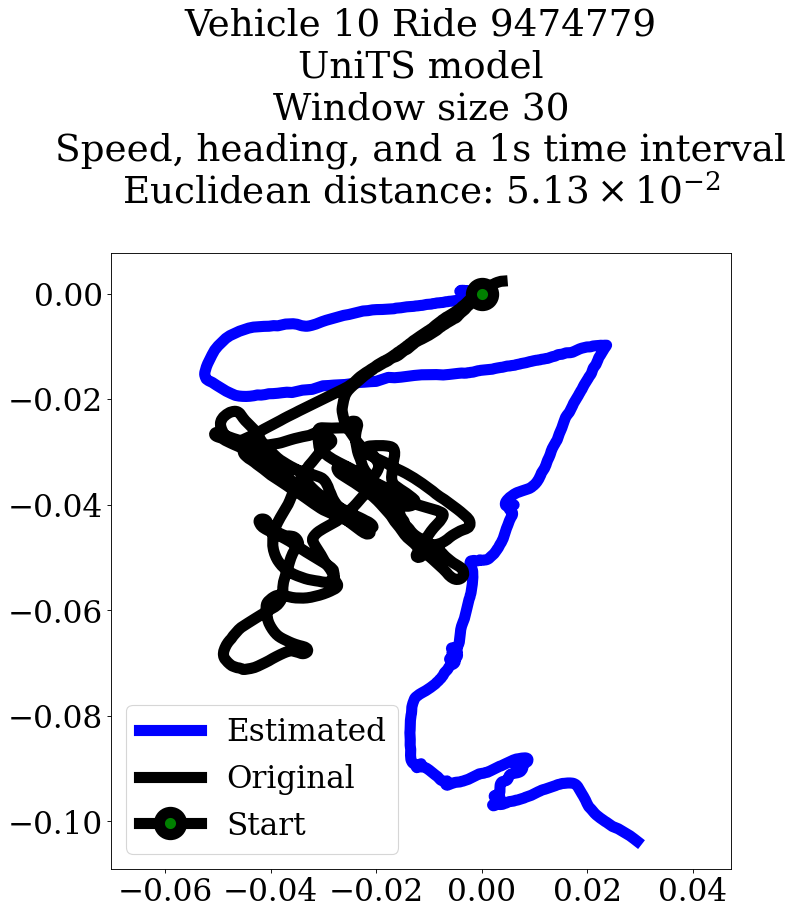 Vehicle 10 Ride 9474779
UniTS model
Window size 30
Speed, heading, and a 1s time interval
Euclidean distance: 5.13 × 10⁻²
0.00
−0.02
−0.04
−0.06
−0.08
−0.10
Estimated
Original
Start
−0.06 −0.04 −0.02 0.00 0.02 0.04